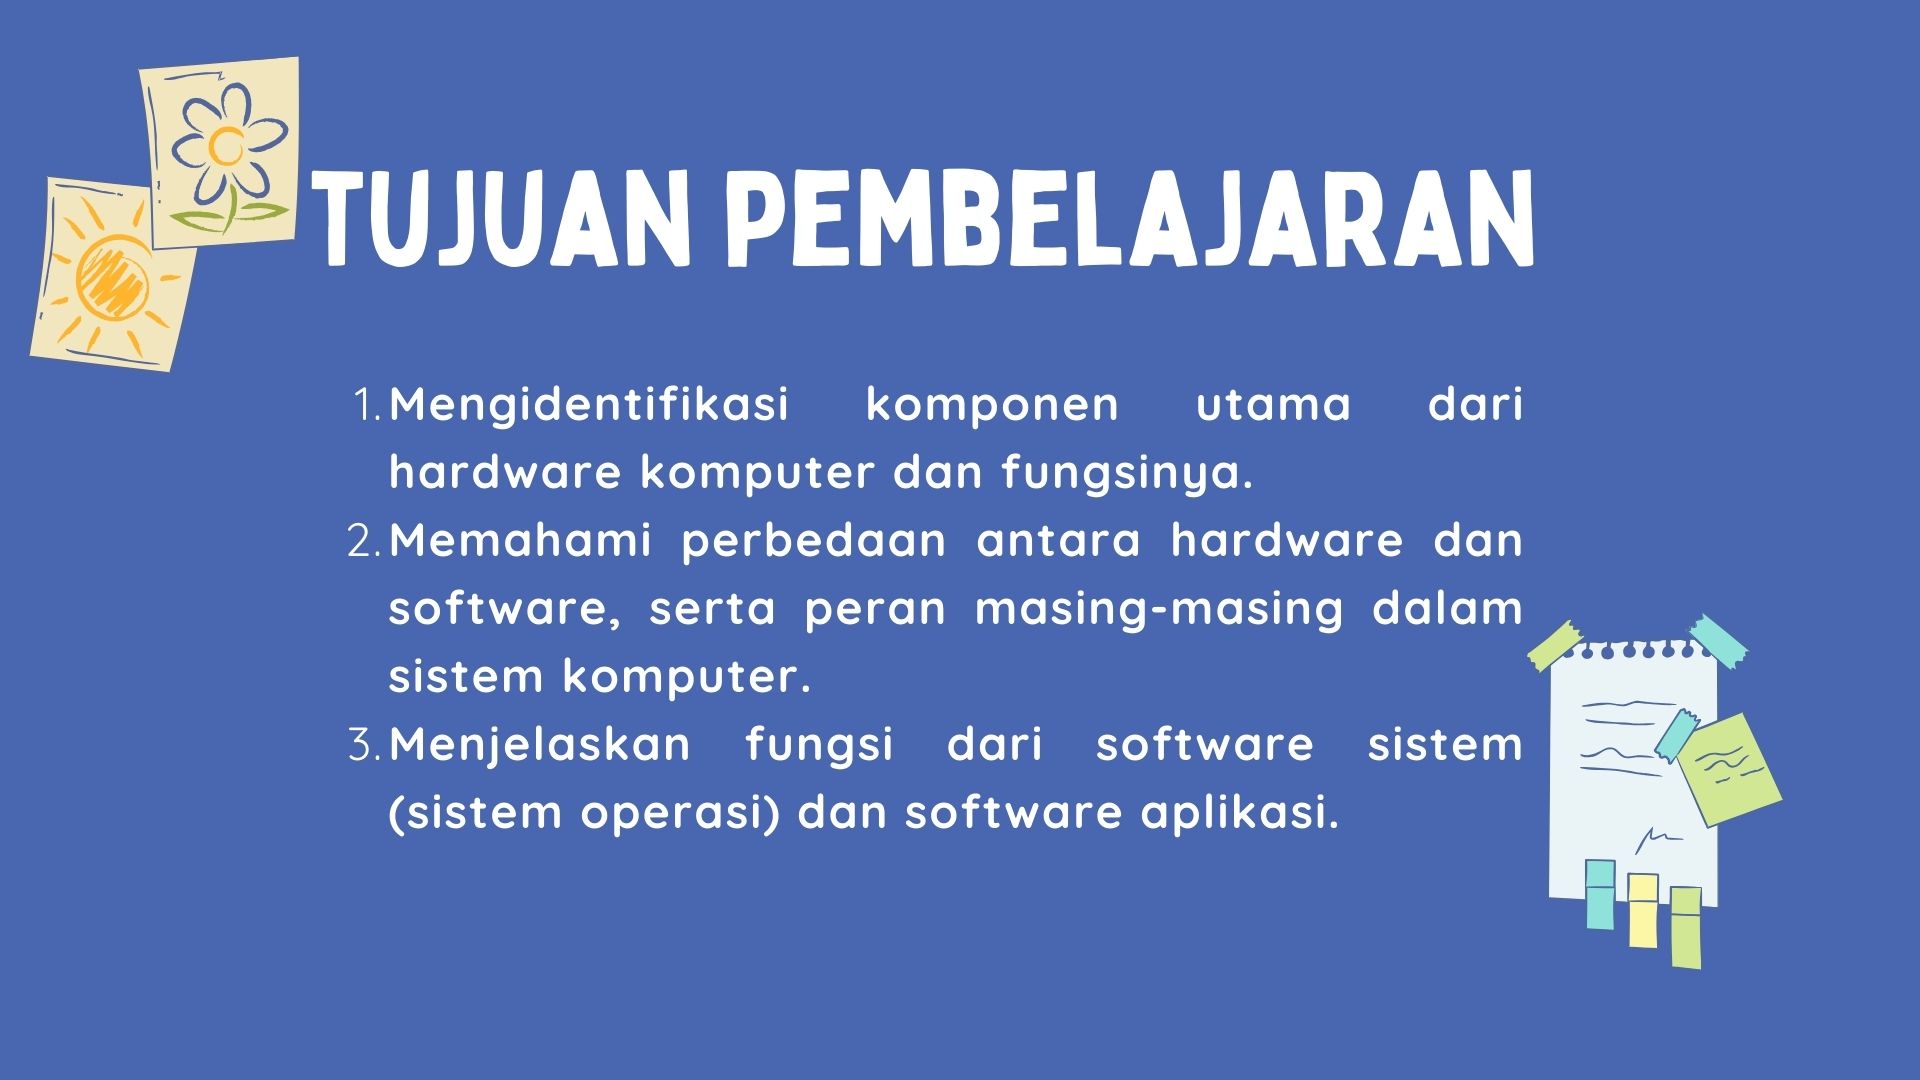 TUJUAN PEMBELAJARAN
1. Mengidentifikasi komponen utama dari
hardware komputer dan fungsinya.
2. Memahami perbedaan antara hardware dan
software, serta peran masing-masing dalam
sistem komputer.
3. Menjelaskan fungsi dari software sistem
(sistem operasi) dan software aplikasi.